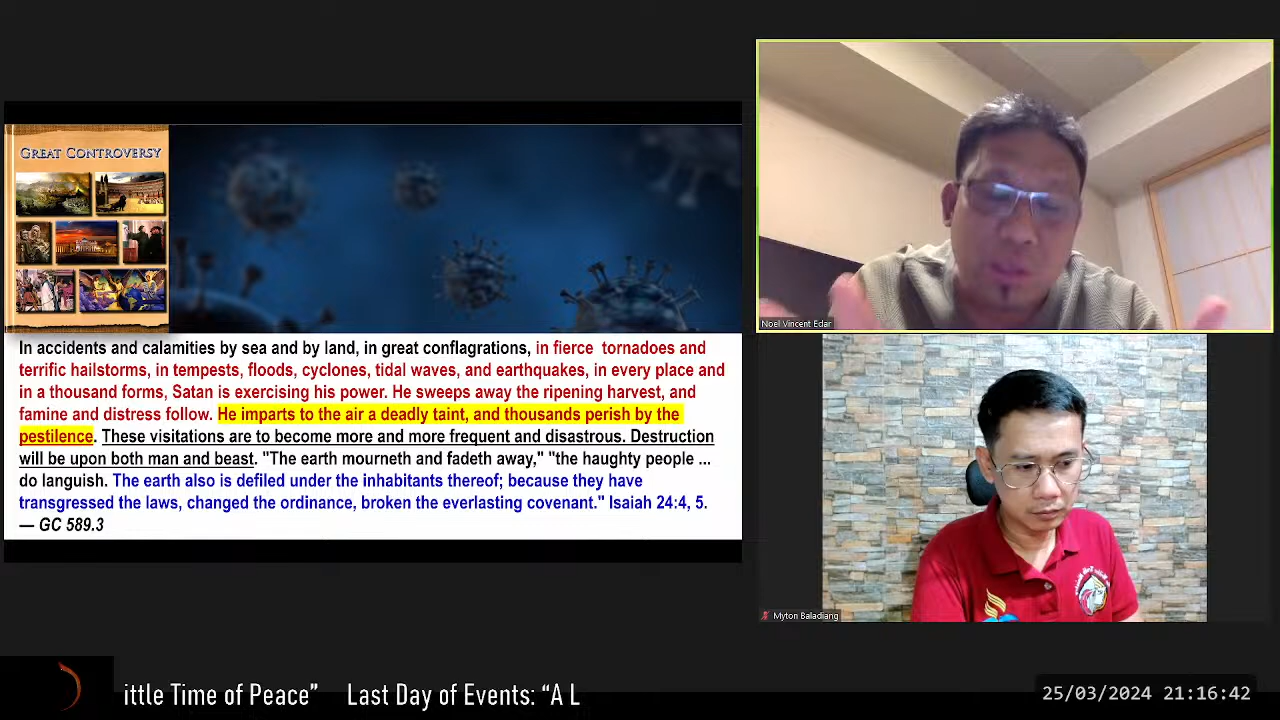 GREAT CONTROVERSY
In accidents and calamities by sea and by land, in great conflagrations, in fierce tornadoes and
terrific hailstorms, in tempests, floods, cyclones, tidal waves, and earthquakes, in every place and
in a thousand forms, Satan is exercising his power. He sweeps away the ripening harvest, and
famine and distress follow. He imparts to the air a deadly taint, and thousands perish by the
pestilence. These visitations are to become more and more frequent and disastrous. Destruction
will be upon both man and beast. "The earth mourneth and fadeth away," "the haughty people ...
do languish. The earth also is defiled under the inhabitants thereof; because they have
transgressed the laws, changed the ordinance, broken the everlasting covenant." Isaiah 24:4, 5.
— GC 589.3
Noel Vincent Edar
Myton Baladiang
ittle Time of Peace” Last Day of Events: “A L
25/03/2024 21:16:42